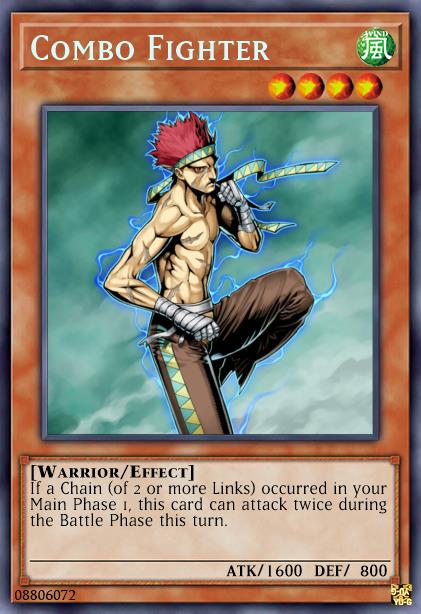 Combo Fighter
WIND
風
[Warrior/Effect]
If a Chain (of 2 or more Links) occurred in your
Main Phase 1, this card can attack twice during
the Battle Phase this turn.
ATK/1600 DEF/ 800
08806072